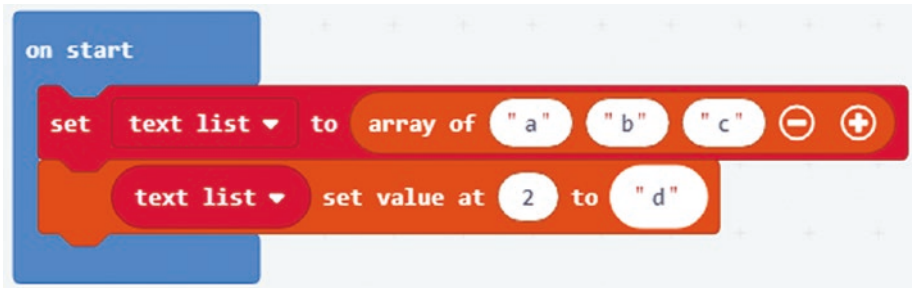 on start
set text list to array of "a" "b" "c"
text list set value at 2 to "d"